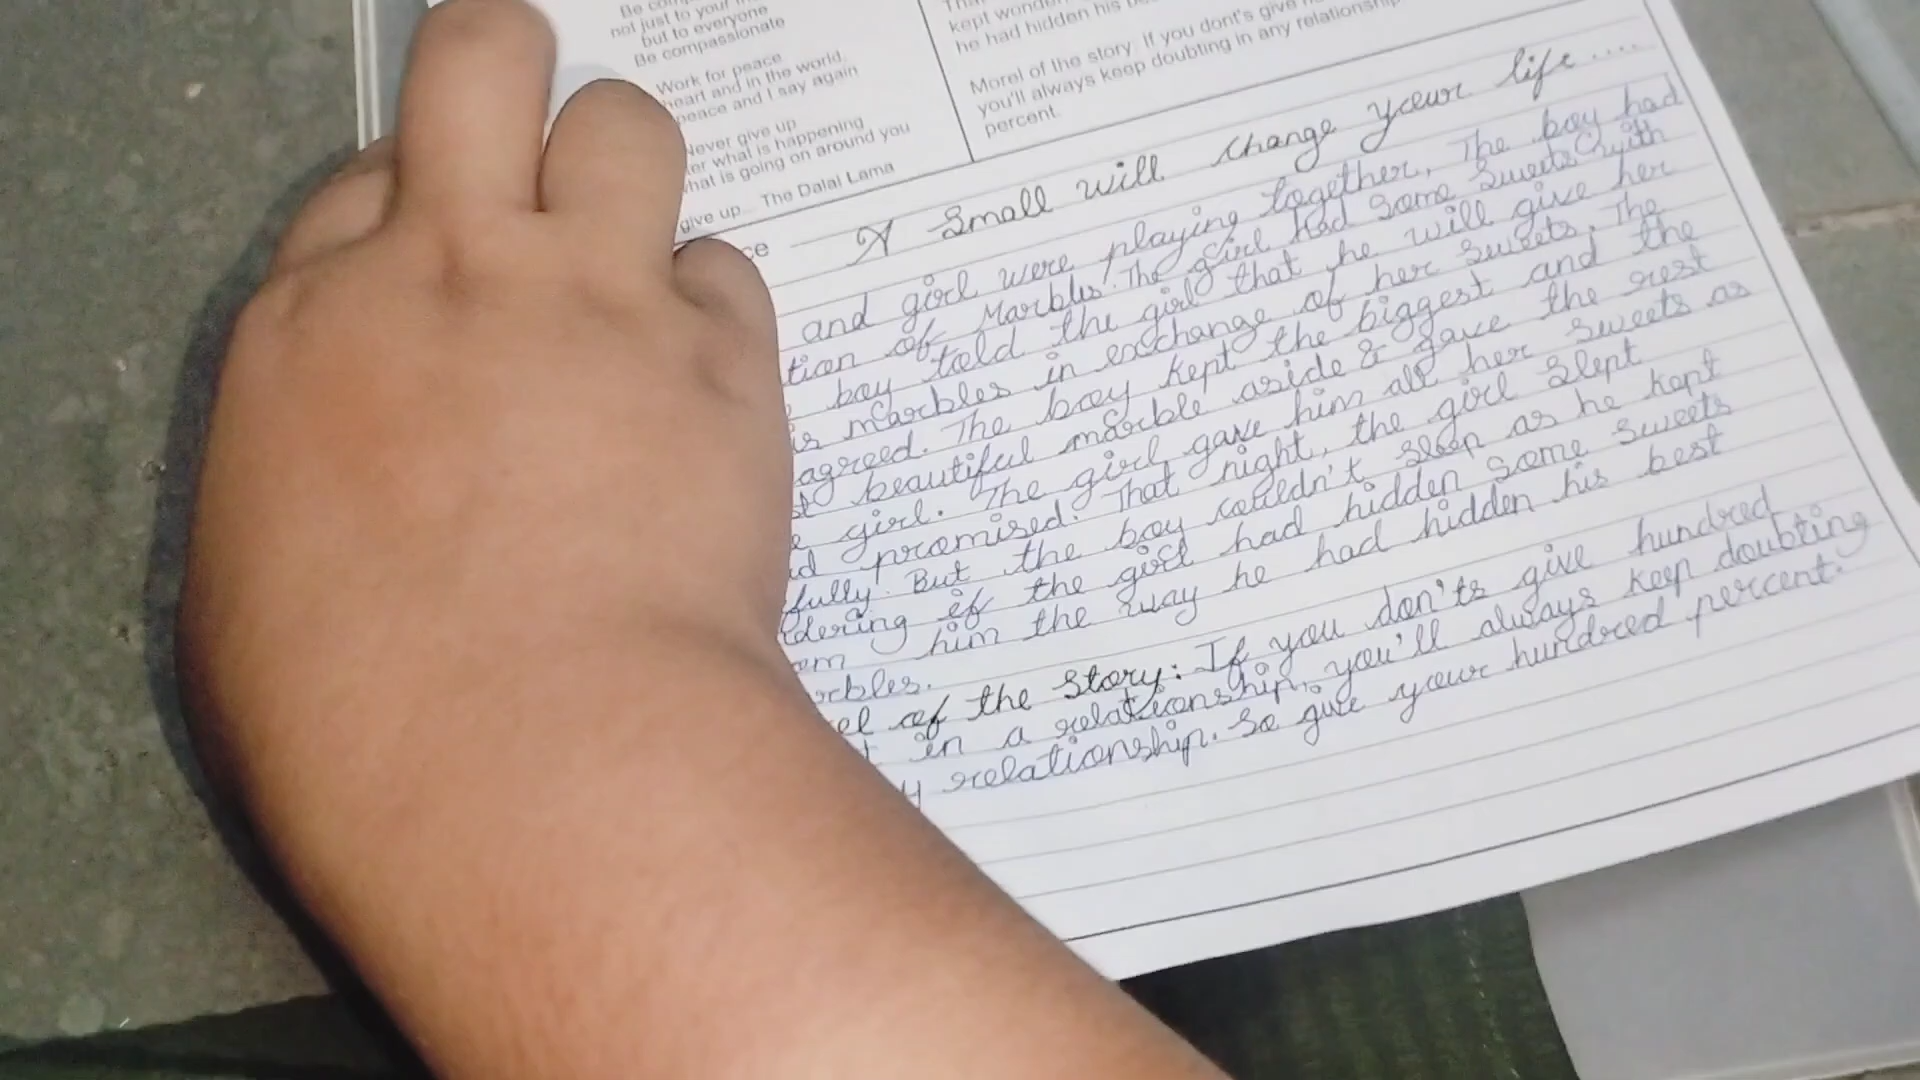 not just to your
but to everyone
Be compassionate
Work for peace
heart and in the world.
peace and I say again
Never give up
what is happening
what is going on around you
give up... The Dalai Lama
he had hidden his
Morel of the story: If you dont's give
you'll always keep doubting in any relationship
percent.
A Small will change your life....
and girl were playing together, The boy had
tion of Marbles. The girl Had some Sweets with
boy told the girl that he will give her
marbles in exchange of her sweets. The
agreed. The boy kept the biggest and the
beautiful marble aside & gave the rest
girl. The girl gave him all her sweets as
promised. That night, the girl slept
fully. But the boy couldn't sleep as he kept
dering if the girl had hidden some sweets
him the way he had hidden his best
rbles.
el of the Story: If you don'ts give hundred
in a relationship, you'll always keep doubting
relationship. So give your hundred percent.